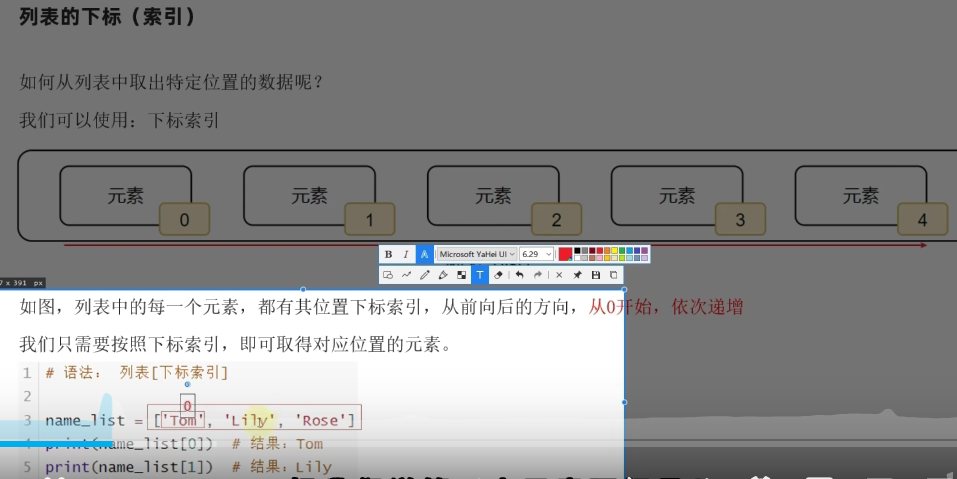 列表的下标（索引）
如何从列表中取出特定位置的数据呢？
我们可以使用：下标索引
元素 元素 元素 元素 元素
0 1 2 3 4
B I A Microsoft YaHei UI 6.29
T
x 391 px
如图，列表中的每一个元素，都有其位置下标索引，从前向后的方向，从0开始，依次递增
我们只需要按照下标索引，即可取得对应位置的元素。
1 # 语法： 列表[下标索引]
2
0
3 name_list = ['Tom', 'Lily', 'Rose']
4 print(name_list[0]) # 结果：Tom
5 print(name_list[1]) # 结果：Lily